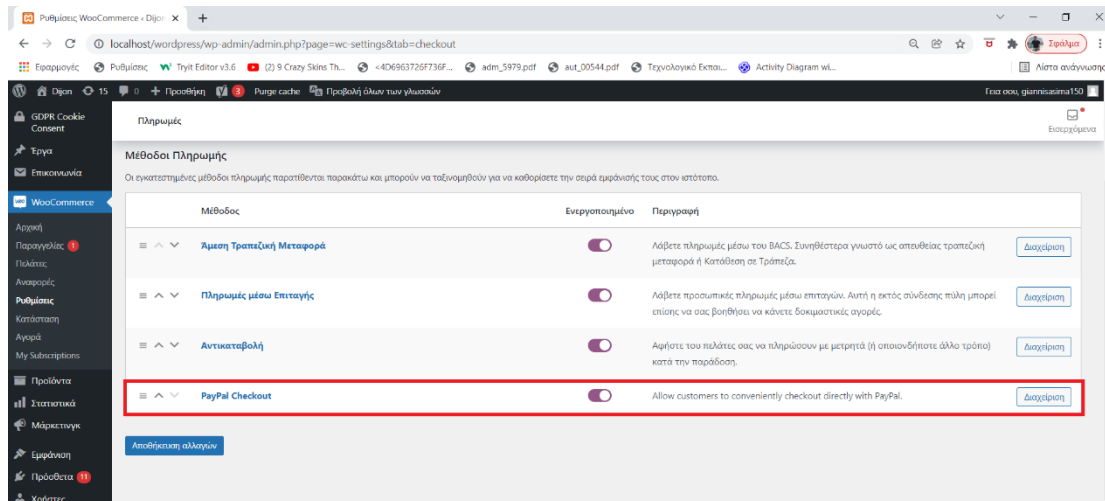 Ρυθμίσεις WooCommerce ‹ Dijon
localhost/wordpress/wp-admin/admin.php?page=wc-settings&tab=checkout
Σφάλμα
Εφαρμογές Ρυθμίσεις Tryit Editor v3.6 (2) 9 Crazy Skins Th... <4D6963726F736F... adm_5979.pdf aut_00544.pdf Τεχνολογικό Εκπαι... Activity Diagram wi... Λίστα ανάγνωσης
Dijon 15 0 Προσθήκη 3 Purge cache Προβολή όλων των γλωσσών Γεια σου, giannisasima150
GDPR Cookie
Consent
Έργα
Επικοινωνία
WooCommerce
Αρχική
Παραγγελίες 1
Πελάτες
Αναφορές
Ρυθμίσεις
Κατάσταση
Αγορά
My Subscriptions
Προϊόντα
Στατιστικά
Μάρκετινγκ
Εμφάνιση
Πρόσθετα 11
Χρήστες
Πληρωμές
Εισερχόμενα
Μέθοδοι Πληρωμής
Οι εγκατεστημένες μέθοδοι πληρωμής παρατίθενται παρακάτω και μπορούν να ταξινομηθούν για να καθορίσετε την σειρά εμφάνισής τους στον ιστότοπο.
Μέθοδος Ενεργοποιημένο Περιγραφή
Άμεση Τραπεζική Μεταφορά Λάβετε πληρωμές μέσω του BACS. Συνηθέστερα γνωστό ως απευθείας τραπεζική Διαχείριση
μεταφορά ή Κατάθεση σε Τράπεζα.
Πληρωμές μέσω Επιταγής Λάβετε προσωπικές πληρωμές μέσω επιταγών. Αυτή η εκτός σύνδεσης πύλη μπορεί Διαχείριση
επίσης να σας βοηθήσει να κάνετε δοκιμαστικές αγορές.
Αντικαταβολή Αφήστε του πελάτες σας να πληρώσουν με μετρητά (ή οποιονδήποτε άλλο τρόπο) Διαχείριση
κατά την παράδοση.
PayPal Checkout Allow customers to conveniently checkout directly with PayPal. Διαχείριση
Αποθήκευση αλλαγών